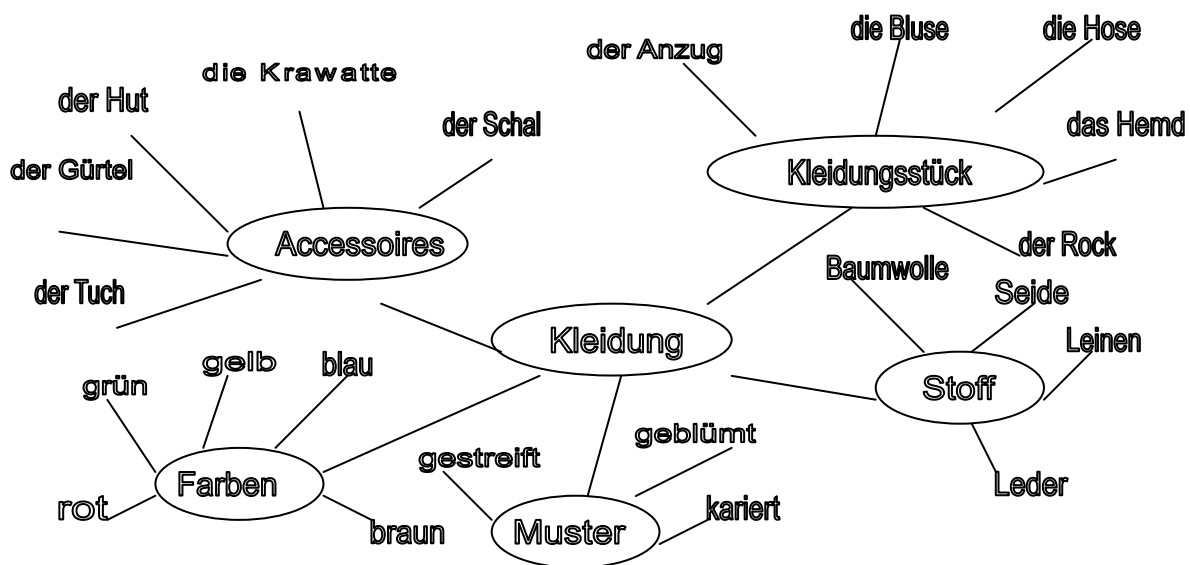 die Bluse
die Hose
der Anzug
die Krawatte
der Hut
der Schal
das Hemd
der Gürtel
Kleidungsstück
Accessoires
der Rock
Baumwolle
der Tuch
Seide
Kleidung
Leinen
gelb
blau
grün
Stoff
geblümt
gestreift
Farben
Leder
rot
kariert
braun
Muster